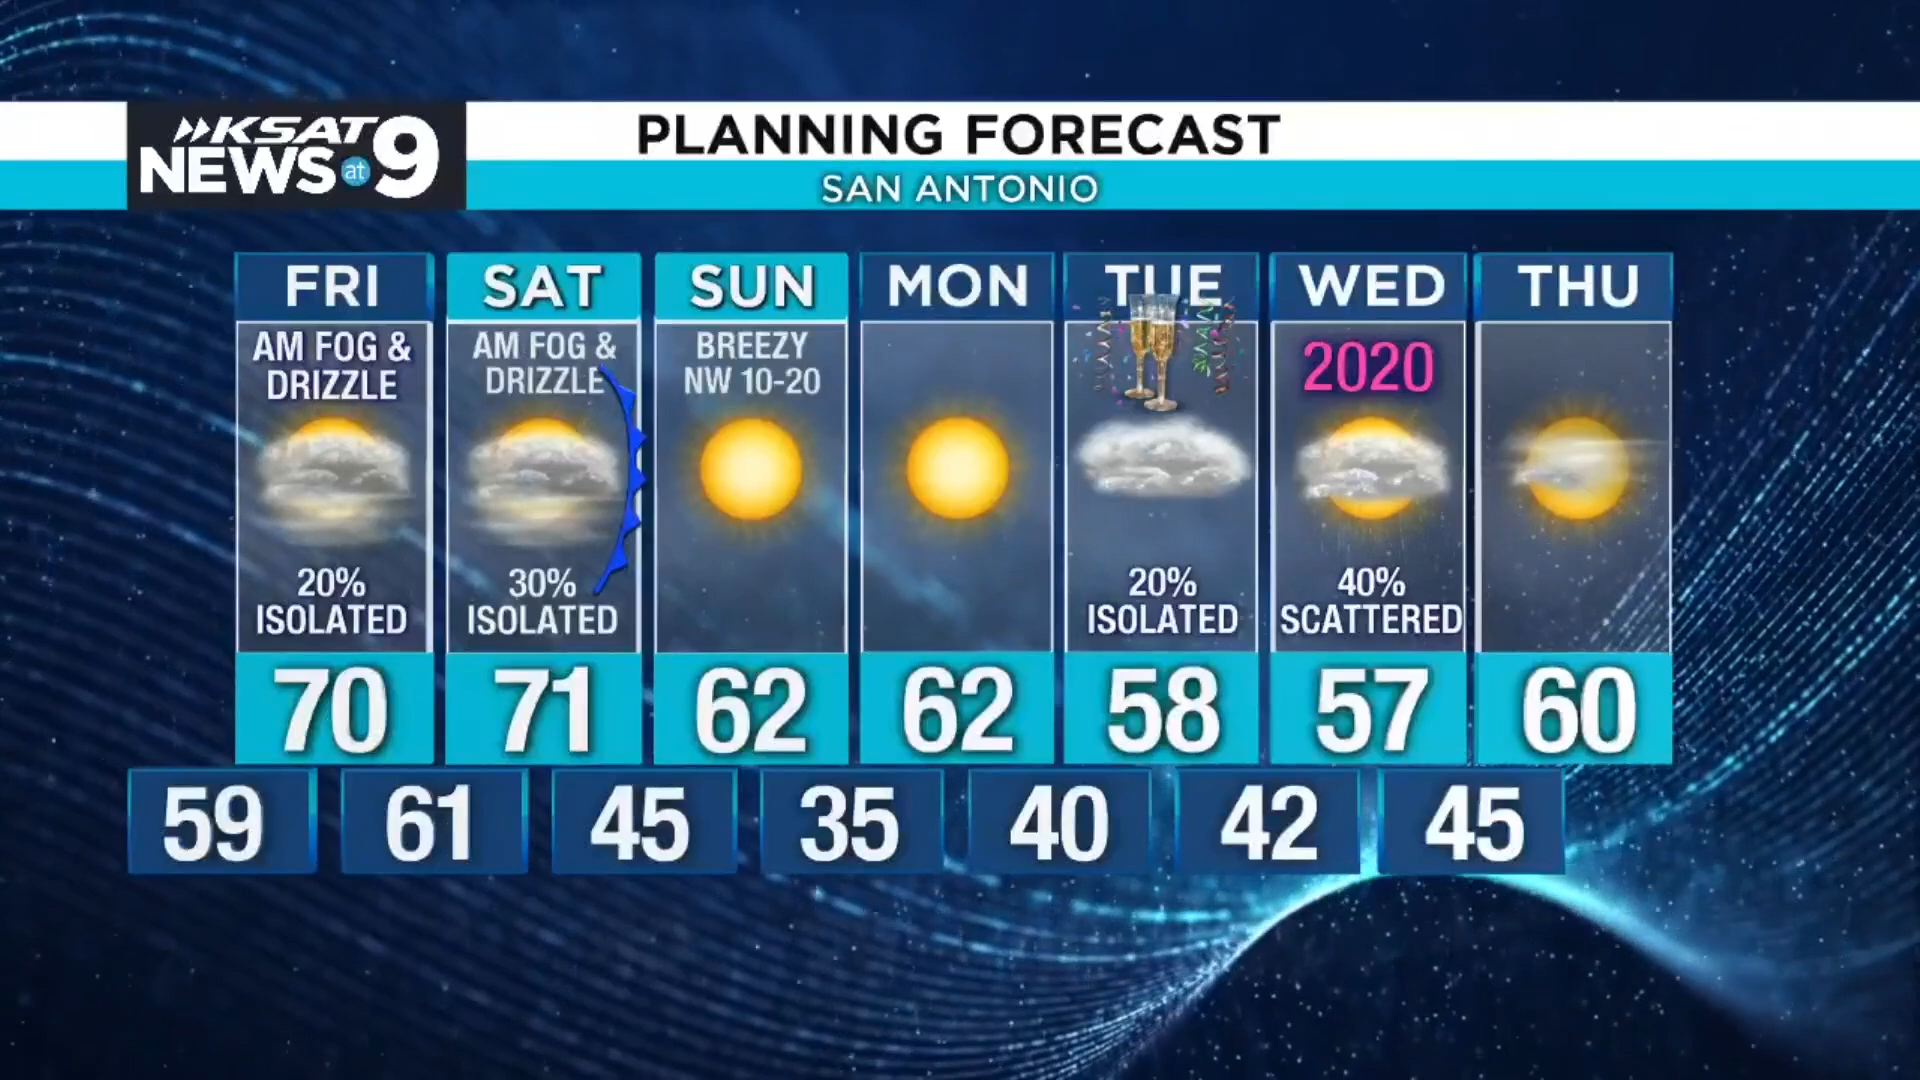 KSAT
NEWS at 9
PLANNING FORECAST
SAN ANTONIO
FRI
SAT
SUN
MON
TUE
WED
THU
AM FOG &
DRIZZLE
AM FOG &
DRIZZLE
BREEZY
NW 10-20
2020
20%
ISOLATED
30%
ISOLATED
20%
ISOLATED
40%
SCATTERED
70
71
62
62
58
57
60
59
61
45
35
40
42
45